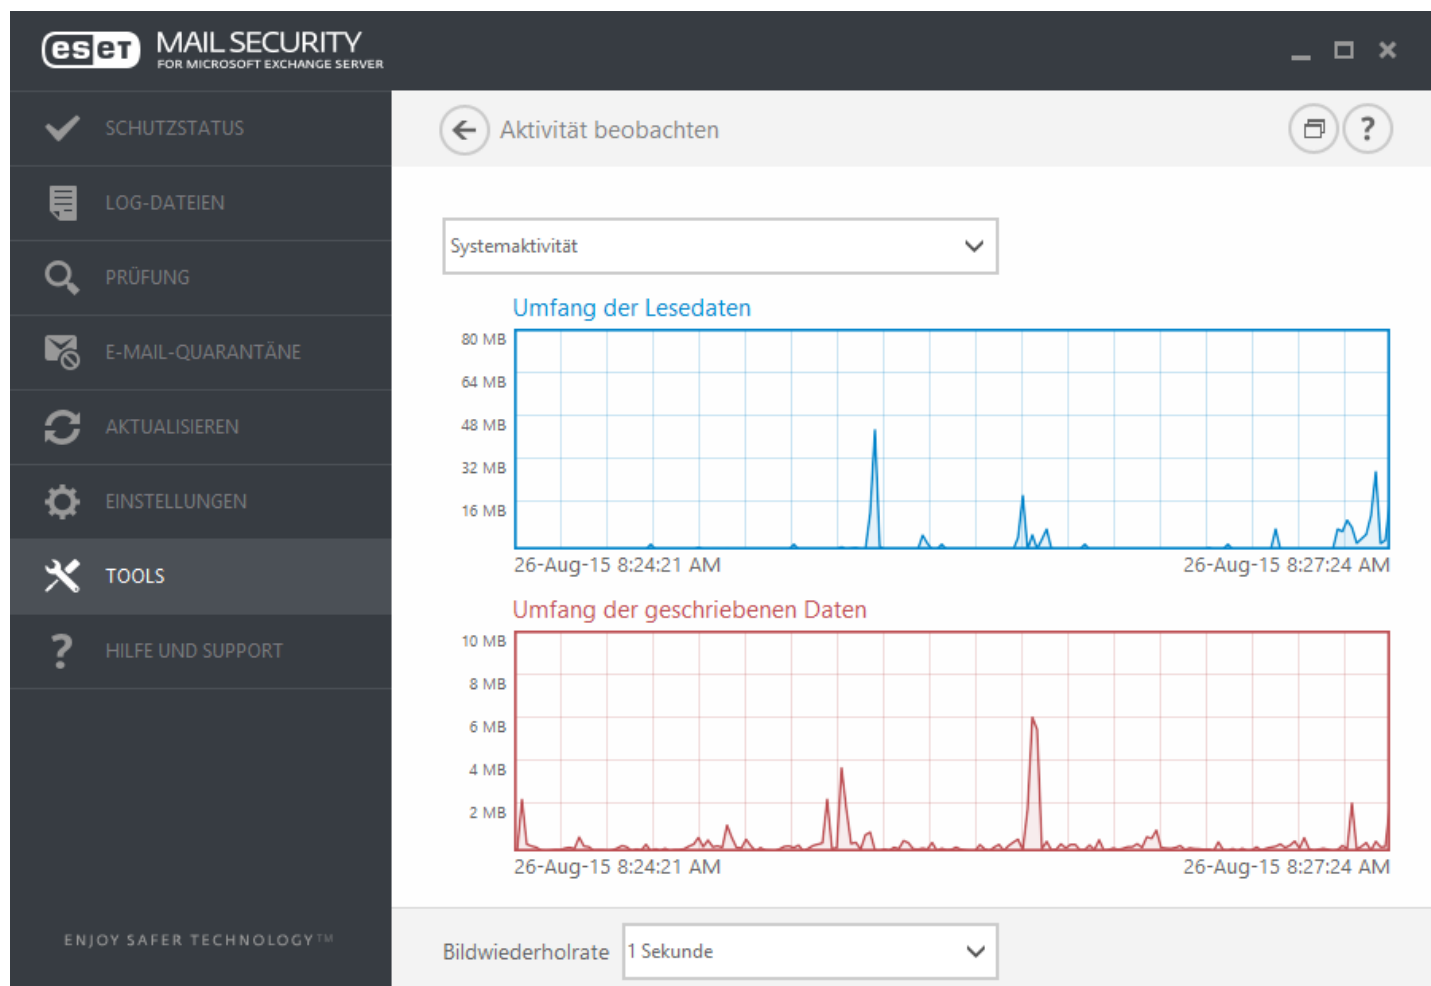 eset MAIL SECURITY
FOR MICROSOFT EXCHANGE SERVER
SCHUTZSTATUS
LOG-DATEIEN
PRÜFUNG
E-MAIL-QUARANTÄNE
AKTUALISIEREN
EINSTELLUNGEN
TOOLS
? HILFE UND SUPPORT
ENJOY SAFER TECHNOLOGY™
Aktivität beobachten ?
Systemaktivität
Umfang der Lesedaten
80 MB
64 MB
48 MB
32 MB
16 MB
26-Aug-15 8:24:21 AM 26-Aug-15 8:27:24 AM
Umfang der geschriebenen Daten
10 MB
8 MB
6 MB
4 MB
2 MB
26-Aug-15 8:24:21 AM 26-Aug-15 8:27:24 AM
Bildwiederholrate 1 Sekunde